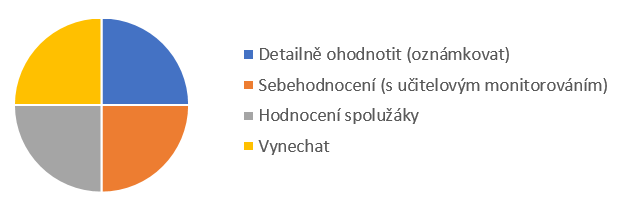 Detailně ohodnotit (oznámkovat)
Sebehodnocení (s učitelovým monitorováním)
Hodnocení spolužáky
Vynechat